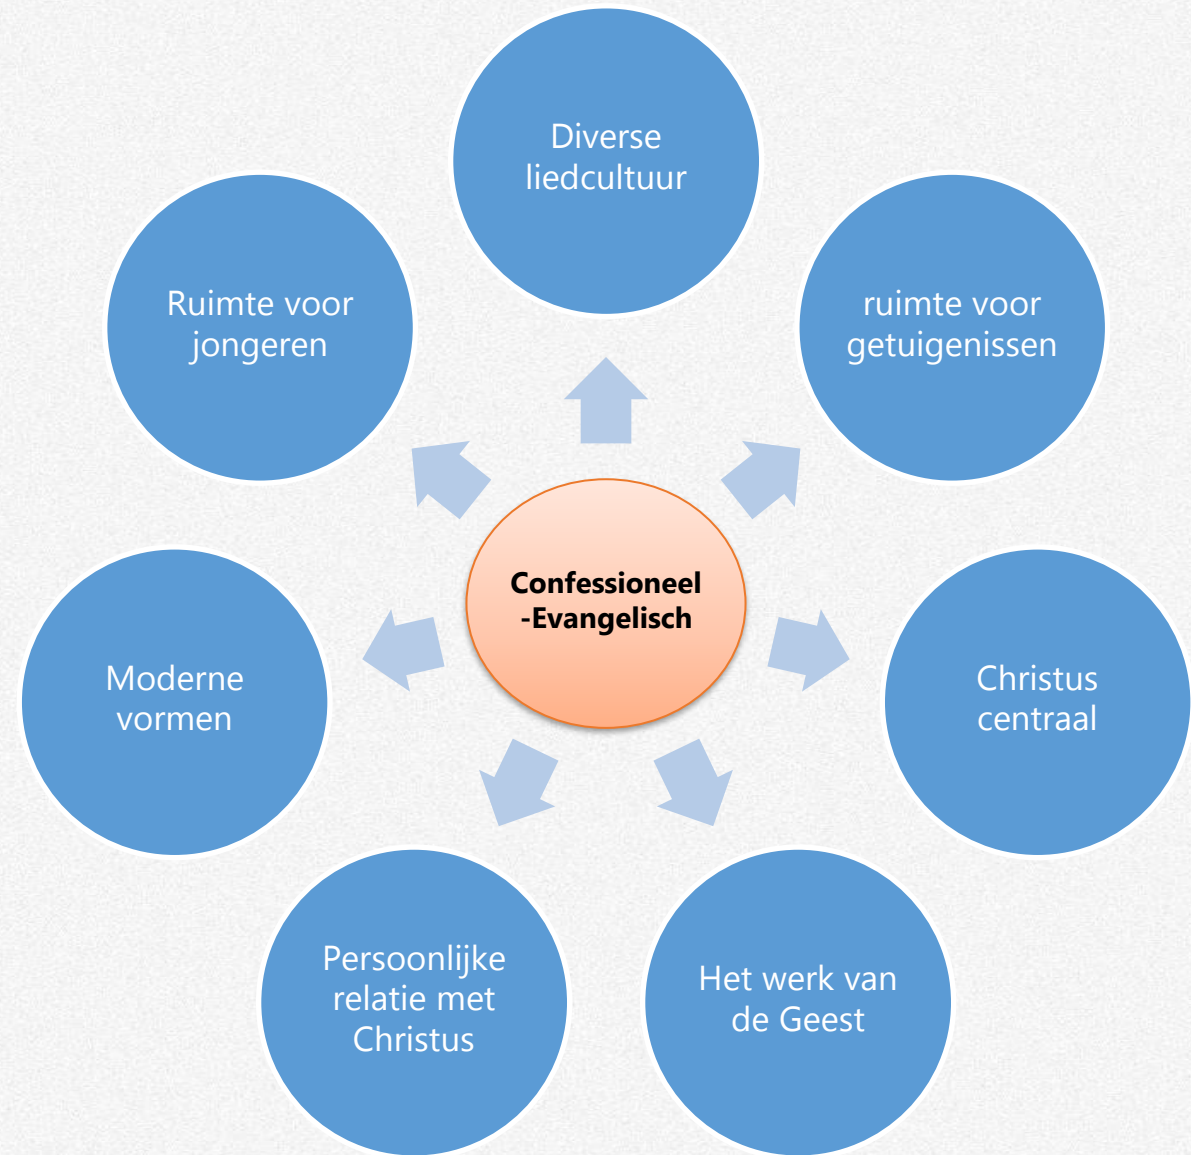 Diverse
liedcultuur
ruimte voor
getuigenissen
Christus
centraal
Het werk van
de Geest
Persoonlijke
relatie met
Christus
Moderne
vormen
Ruimte voor
jongeren
Confessioneel
-Evangelisch